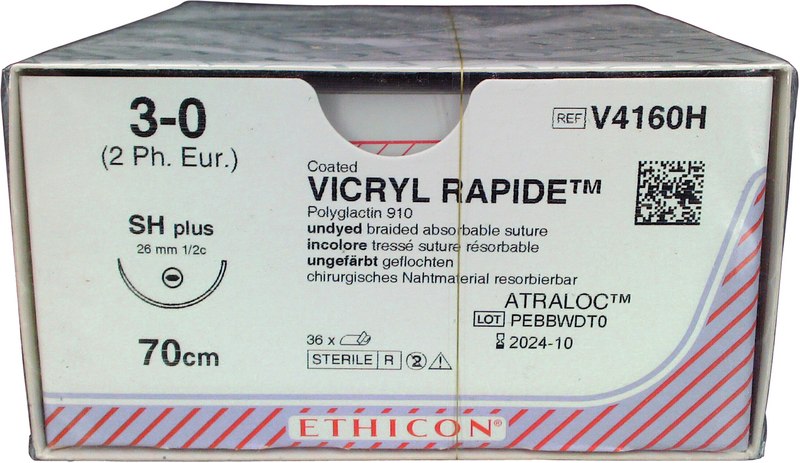 3-0
(2 Ph. Eur.)
REF V4160H
Coated
VICRYL RAPIDE™
Polyglactin 910
undyed braided absorbable suture
incolore tressé suture résorbable
ungefärbt geflochten
chirurgisches Nahtmaterial resorbierbar
SH plus
26 mm 1/2c
70cm
ATRALOC™
LOT PEBBWDT0
2024-10
36 x
STERILE R 2
ETHICON®